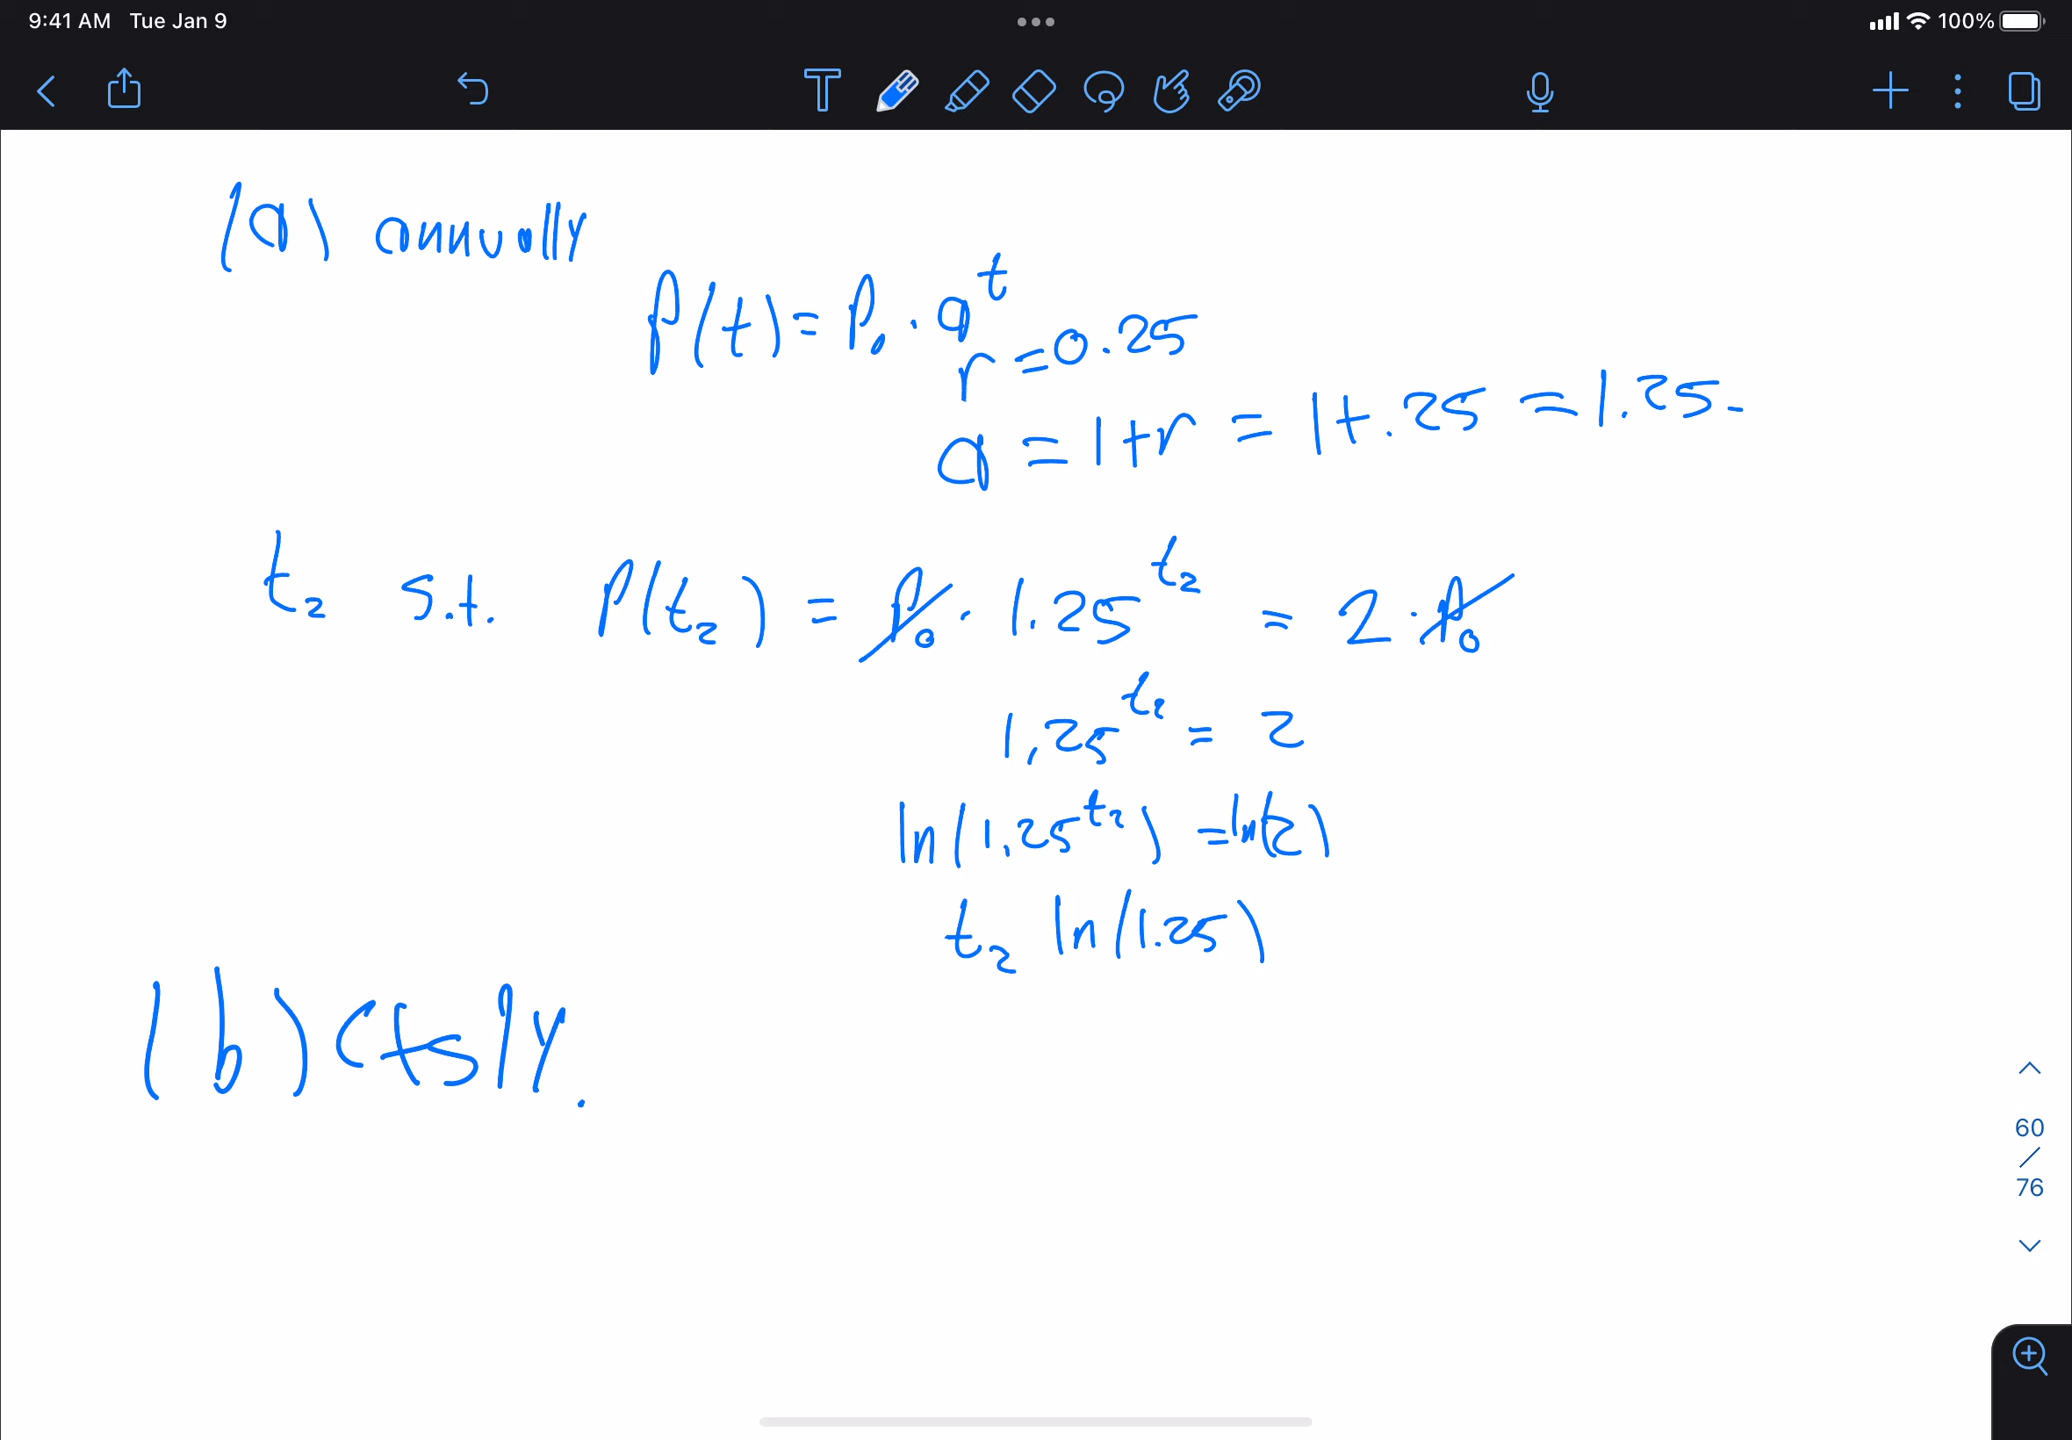 9:41 AM Tue Jan 9
100%
(a) annually
P(t) = P₀ · a^t
r = 0.25
a = 1+r = 1+.25 = 1.25.
t₂ s.t. P(t₂) = P₀ · 1.25^t₂ = 2 · P₀
1.25^t₂ = 2
ln(1.25^t₂) = ln(2)
t₂ ln(1.25)
(b) ctsly.
60
/
76